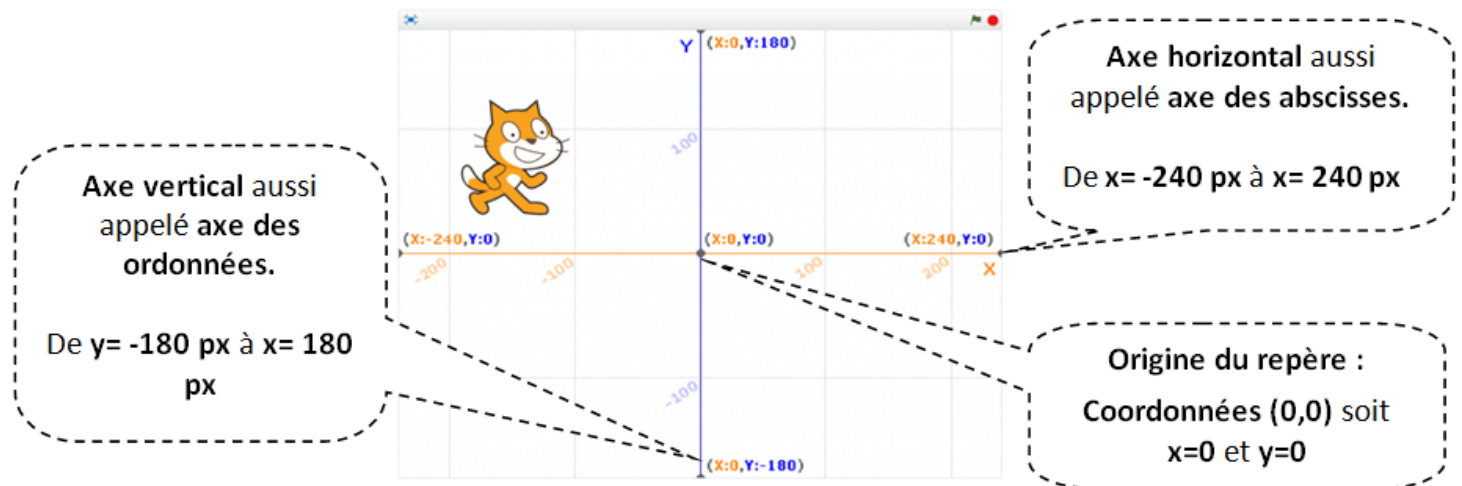 Axe vertical aussi
appelé axe des
ordonnées.
De y= -180 px à x= 180
px
Y (X:0,Y:180)
100
(X:-240,Y:0)
(X:0,Y:0)
(X:240,Y:0)
-200
-100
100
200
X
-100
(X:0,Y:-180)
Axe horizontal aussi
appelé axe des abscisses.
De x= -240 px à x= 240 px
Origine du repère :
Coordonnées (0,0) soit
x=0 et y=0